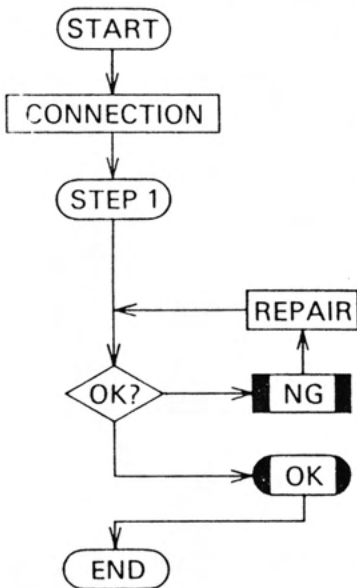 START
CONNECTION
STEP 1
REPAIR
OK?
NG
OK
END